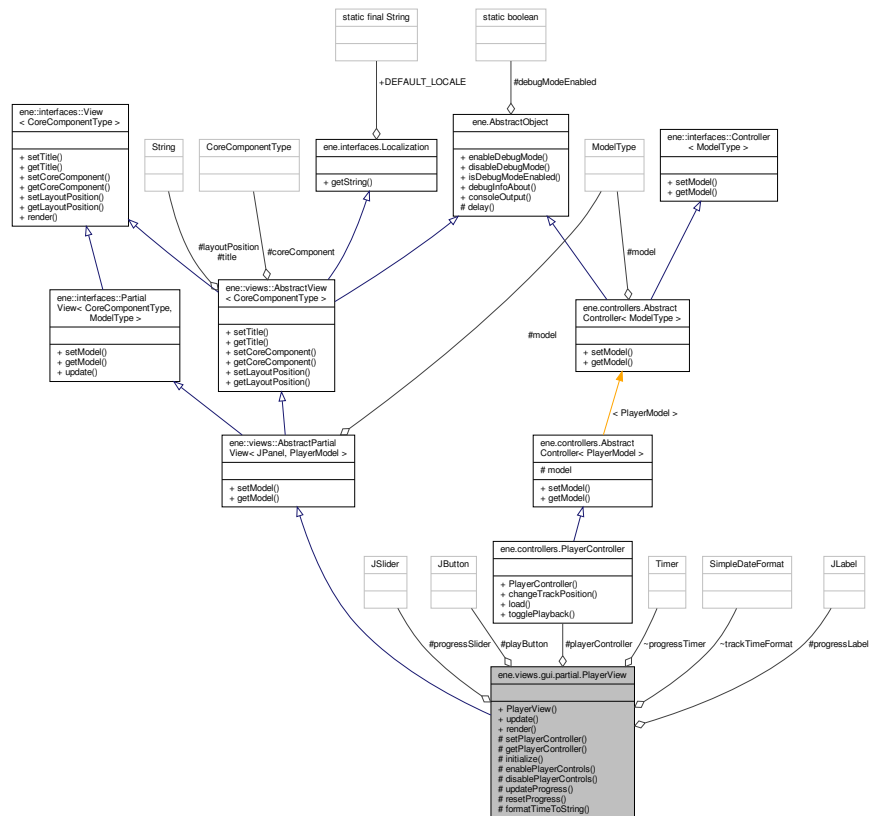 static final String
static boolean
+DEFAULT_LOCALE
#debugModeEnabled
ene::interfaces::View
< CoreComponentType >
+ setTitle()
+ getTitle()
+ setCoreComponent()
+ getCoreComponent()
+ setLayoutPosition()
+ getLayoutPosition()
+ render()
String
CoreComponentType
ene.interfaces.Localization
+ getString()
ene.AbstractObject
+ enableDebugMode()
+ disableDebugMode()
+ isDebugModeEnabled()
+ debugInfoAbout()
+ consoleOutput()
# delay()
ModelType
ene::interfaces::Controller
< ModelType >
+ setModel()
+ getModel()
#layoutPosition
#title
#coreComponent
#model
ene::interfaces::Partial
View< CoreComponentType,
ModelType >
+ setModel()
+ getModel()
+ update()
ene::views::AbstractView
< CoreComponentType >
+ setTitle()
+ getTitle()
+ setCoreComponent()
+ getCoreComponent()
+ setLayoutPosition()
+ getLayoutPosition()
#model
ene.controllers.Abstract
Controller< ModelType >
+ setModel()
+ getModel()
< PlayerModel >
ene::views::AbstractPartial
View< JPanel, PlayerModel >
+ setModel()
+ getModel()
ene.controllers.Abstract
Controller< PlayerModel >
# model
+ setModel()
+ getModel()
JSlider
JButton
ene.controllers.PlayerController
+ PlayerController()
+ changeTrackPosition()
+ load()
+ togglePlayback()
Timer
SimpleDateFormat
JLabel
#progressSlider
#playButton
#playerController
~progressTimer
~trackTimeFormat
#progressLabel
ene.views.gui.partial.PlayerView
+ PlayerView()
+ update()
+ render()
# setPlayerController()
# getPlayerController()
# initialize()
# enablePlayerControls()
# disablePlayerControls()
# updateProgress()
# resetProgress()
# formatTimeToString()